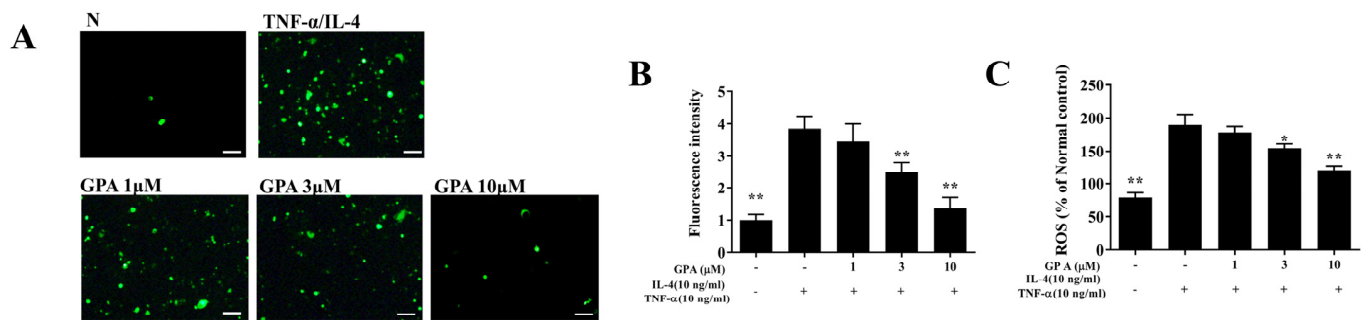 A
N
TNF-α/IL-4
GPA 1μM
GPA 3μM
GPA 10μM
B
Fluorescence intensity
5
4
3
2
1
0
**
**
**
GPA (μM)
- - 1 3 10
IL-4(10 ng/ml)
TNF-α(10 ng/ml)
- + + + +
C
ROS (% of Normal control)
250
200
150
100
50
0
**
*
**
GP A (μM)
- - 1 3 10
IL-4(10 ng/ml)
TNF-α(10 ng/ml)
- + + + +